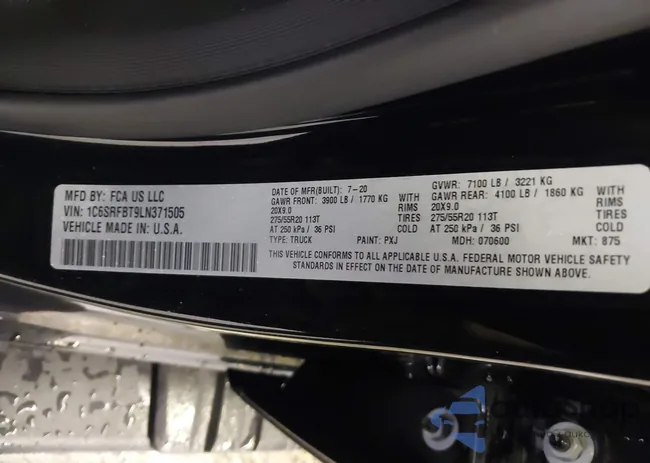 MFD BY: FCA US LLC
VIN: 1C6SRFBT9LN371505
VEHICLE MADE IN: U.S.A.
DATE OF MFR(BUILT): 7-20
GAWR FRONT: 3900 LB / 1770 KG
20X9.0
275/55R20 113T TIRES
AT 250 kPa / 36 PSI COLD
TYPE: TRUCK PAINT: PXJ
GVWR: 7100 LB / 3221 KG
GAWR REAR: 4100 LB / 1860 KG
20X9.0
275/55R20 113T TIRES
AT 250 kPa / 36 PSI COLD
MDH: 070600 MKT: 875
THIS VEHICLE CONFORMS TO ALL APPLICABLE U.S.A. FEDERAL MOTOR VEHICLE SAFETY
STANDARDS IN EFFECT ON THE DATE OF MANUFACTURE SHOWN ABOVE.